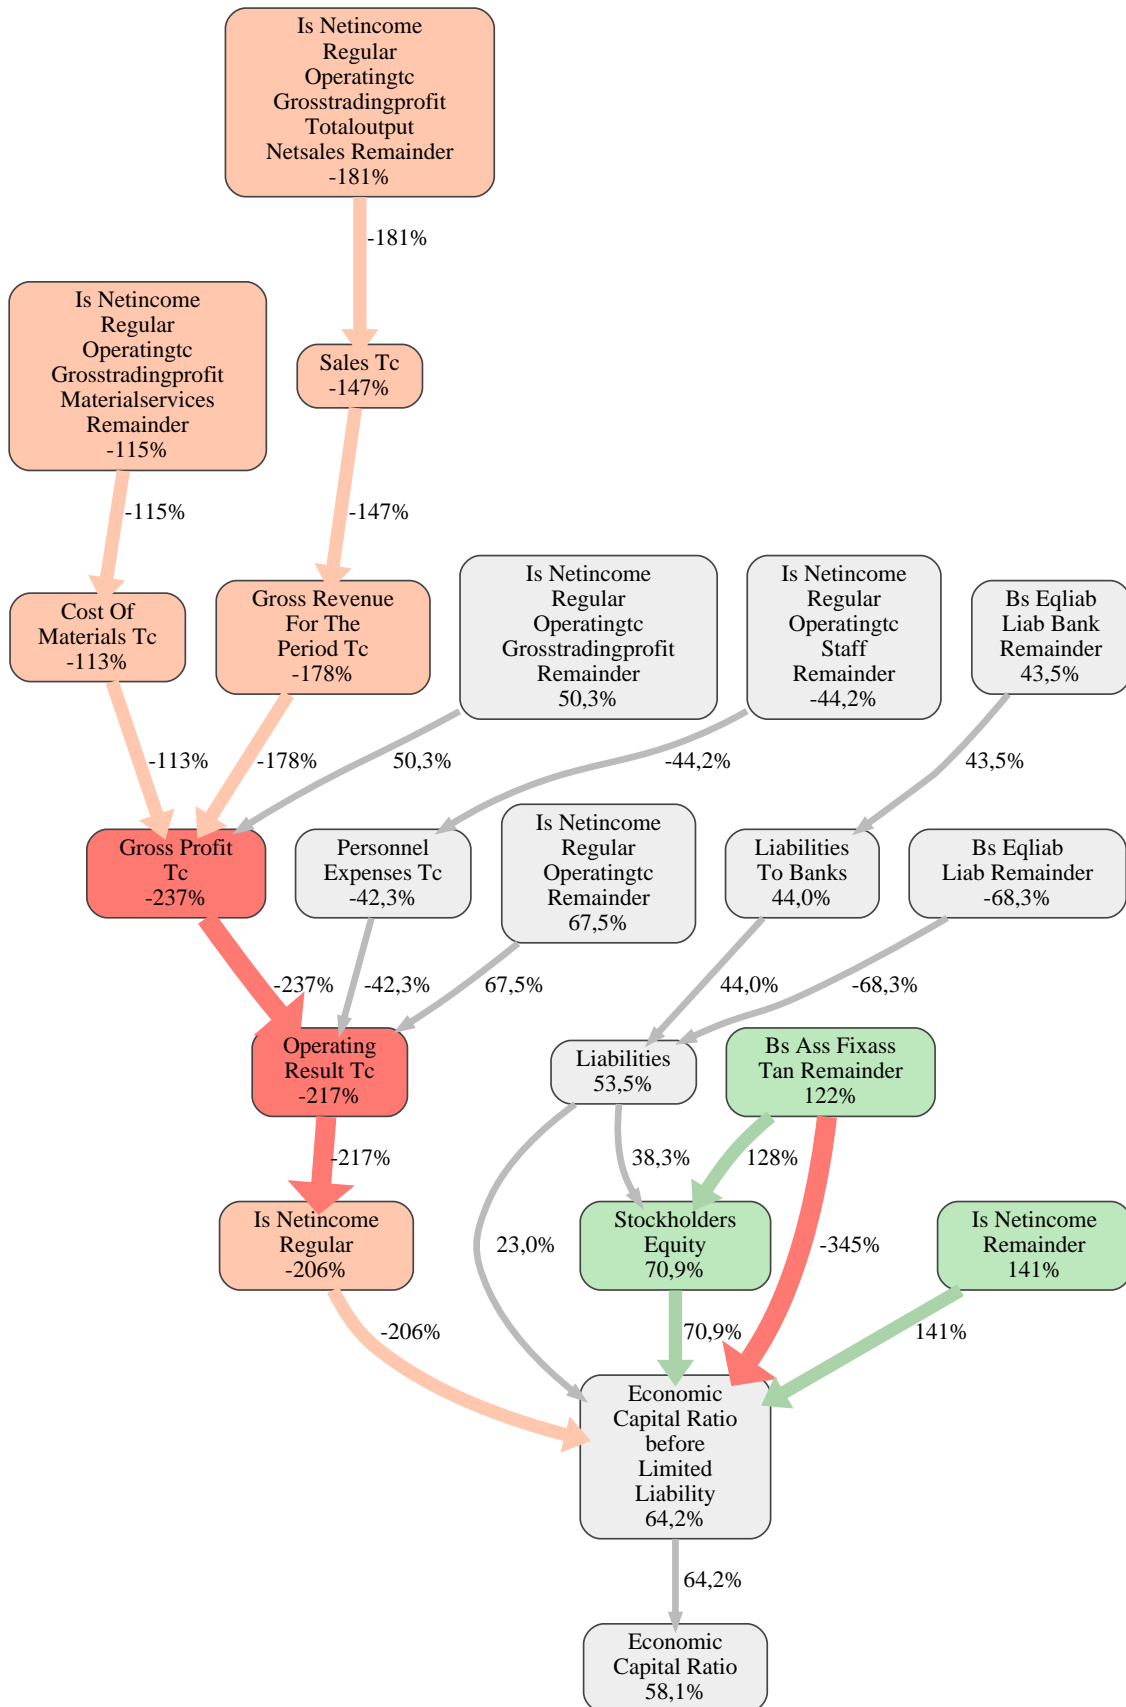 Is Netincome
Regular
Operatingtc
Grosstradingprofit
Totaloutput
Netsales Remainder
-181%
-181%
Is Netincome
Regular
Operatingtc
Grosstradingprofit
Materialservices
Remainder
-115%
Sales Tc
-147%
-115%
-147%
Cost Of
Materials Tc
-113%
Gross Revenue
For The
Period Tc
-178%
Is Netincome
Regular
Operatingtc
Grosstradingprofit
Remainder
50,3%
Is Netincome
Regular
Operatingtc
Staff
Remainder
-44,2%
Bs Eqliab
Liab Bank
Remainder
43,5%
-113%
-178%
50,3%
-44,2%
43,5%
Gross Profit
Tc
-237%
Personnel
Expenses Tc
-42,3%
Is Netincome
Regular
Operatingtc
Remainder
67,5%
Liabilities
To Banks
44,0%
Bs Eqliab
Liab Remainder
-68,3%
-237%
-42,3%
67,5%
44,0%
-68,3%
Operating
Result Tc
-217%
Liabilities
53,5%
Bs Ass Fixass
Tan Remainder
122%
-217%
38,3%
128%
Is Netincome
Regular
-206%
23,0%
Stockholders
Equity
70,9%
-345%
Is Netincome
Remainder
141%
-206%
70,9%
141%
Economic
Capital Ratio
before
Limited
Liability
64,2%
64,2%
Economic
Capital Ratio
58,1%